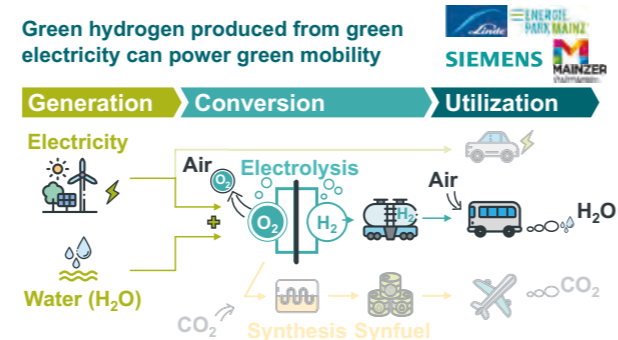 Green hydrogen produced from green
electricity can power green mobility
Linde
ENERGIE
PARK MAINZ
SIEMENS
MAINZER
Generation
Conversion
Utilization
Electricity
Air
O₂
Electrolysis
O₂
H₂
H₂
Air
H₂O
+
Water (H₂O)
CO₂
Synthesis
Synfuel
CO₂